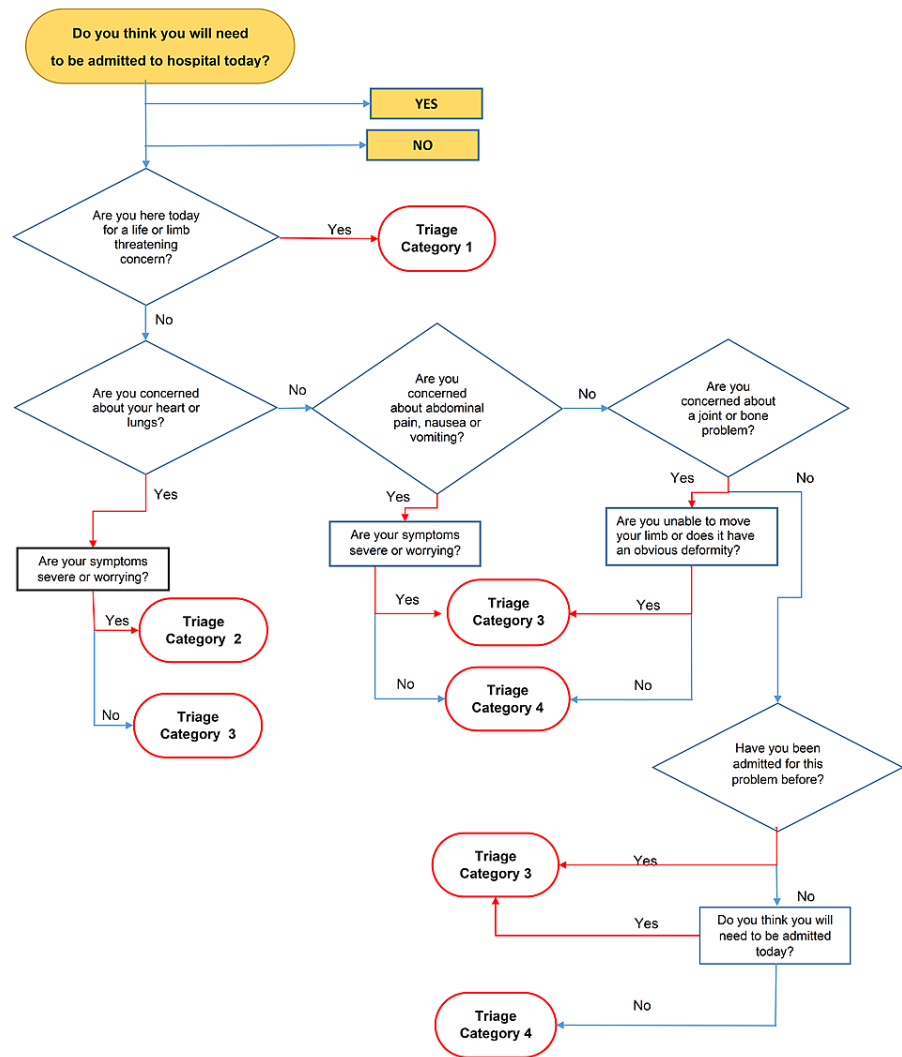 Do you think you will need
to be admitted to hospital today?
YES
NO
Are you here today
for a life or limb
threatening
concern?
Yes
Triage
Category 1
No
Are you concerned
about your heart or
lungs?
No
Are you
concerned
about abdominal
pain, nausea or
vomiting?
No
Are you
concerned about
a joint or bone
problem?
Yes
Yes
Yes
No
Are your symptoms
severe or worrying?
Are your symptoms
severe or worrying?
Are you unable to move
your limb or does it have
an obvious deformity?
Yes
Triage
Category 2
No
Triage
Category 3
Yes
Triage
Category 3
Yes
No
Triage
Category 4
No
Have you been
admitted for this
problem before?
Triage
Category 3
Yes
No
Yes
Do you think you will
need to be admitted
today?
No
Triage
Category 4